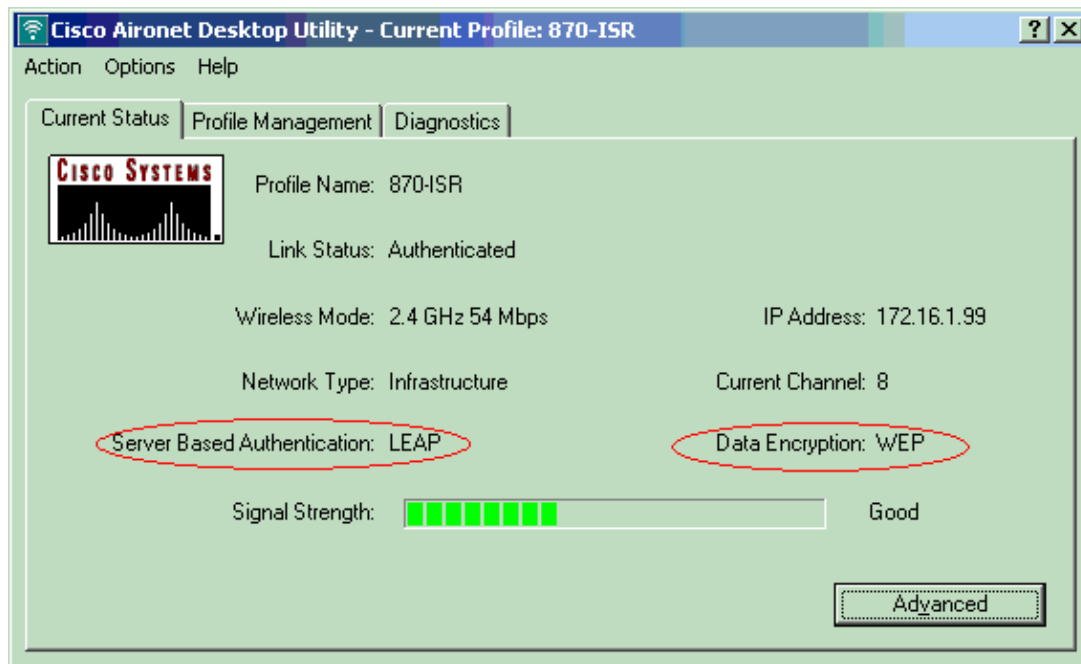 Cisco Aironet Desktop Utility - Current Profile: 870-ISR
? X
Action Options Help
Current Status Profile Management Diagnostics
CISCO SYSTEMS
Profile Name: 870-ISR
Link Status: Authenticated
Wireless Mode: 2.4 GHz 54 Mbps IP Address: 172.16.1.99
Network Type: Infrastructure Current Channel: 8
Server Based Authentication: LEAP Data Encryption: WEP
Signal Strength: Good
Advanced